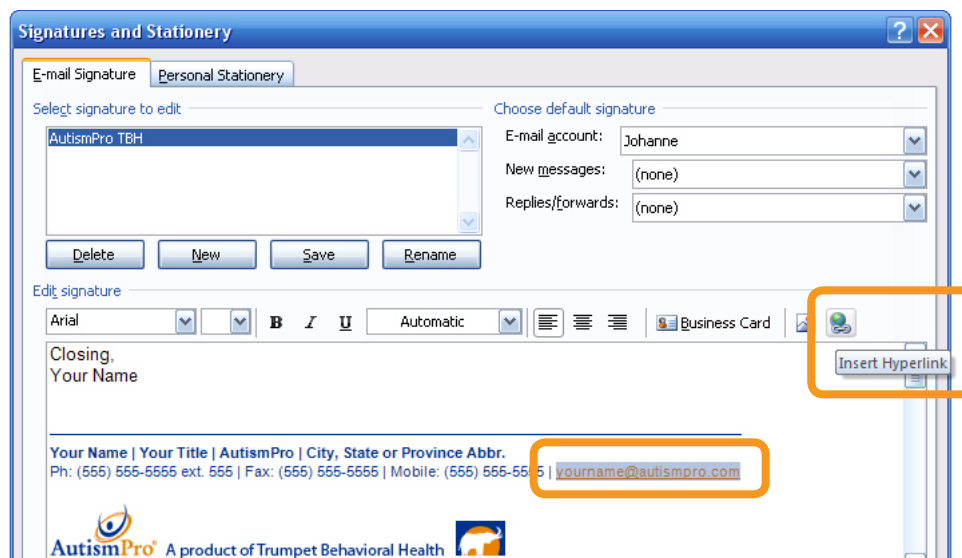 Signatures and Stationery
E-mail Signature Personal Stationery
Select signature to edit
Choose default signature
AutismPro TBH
E-mail account: Johanne
New messages: (none)
Replies/forwards: (none)
Delete New Save Rename
Edit signature
Arial B I U Automatic Business Card
Insert Hyperlink
Closing,
Your Name
Your Name | Your Title | AutismPro | City, State or Province Abbr.
Ph: (555) 555-5555 ext. 555 | Fax: (555) 555-5555 | Mobile: (555) 555-5555 | yourname@autismpro.com
AutismPro A product of Trumpet Behavioral Health